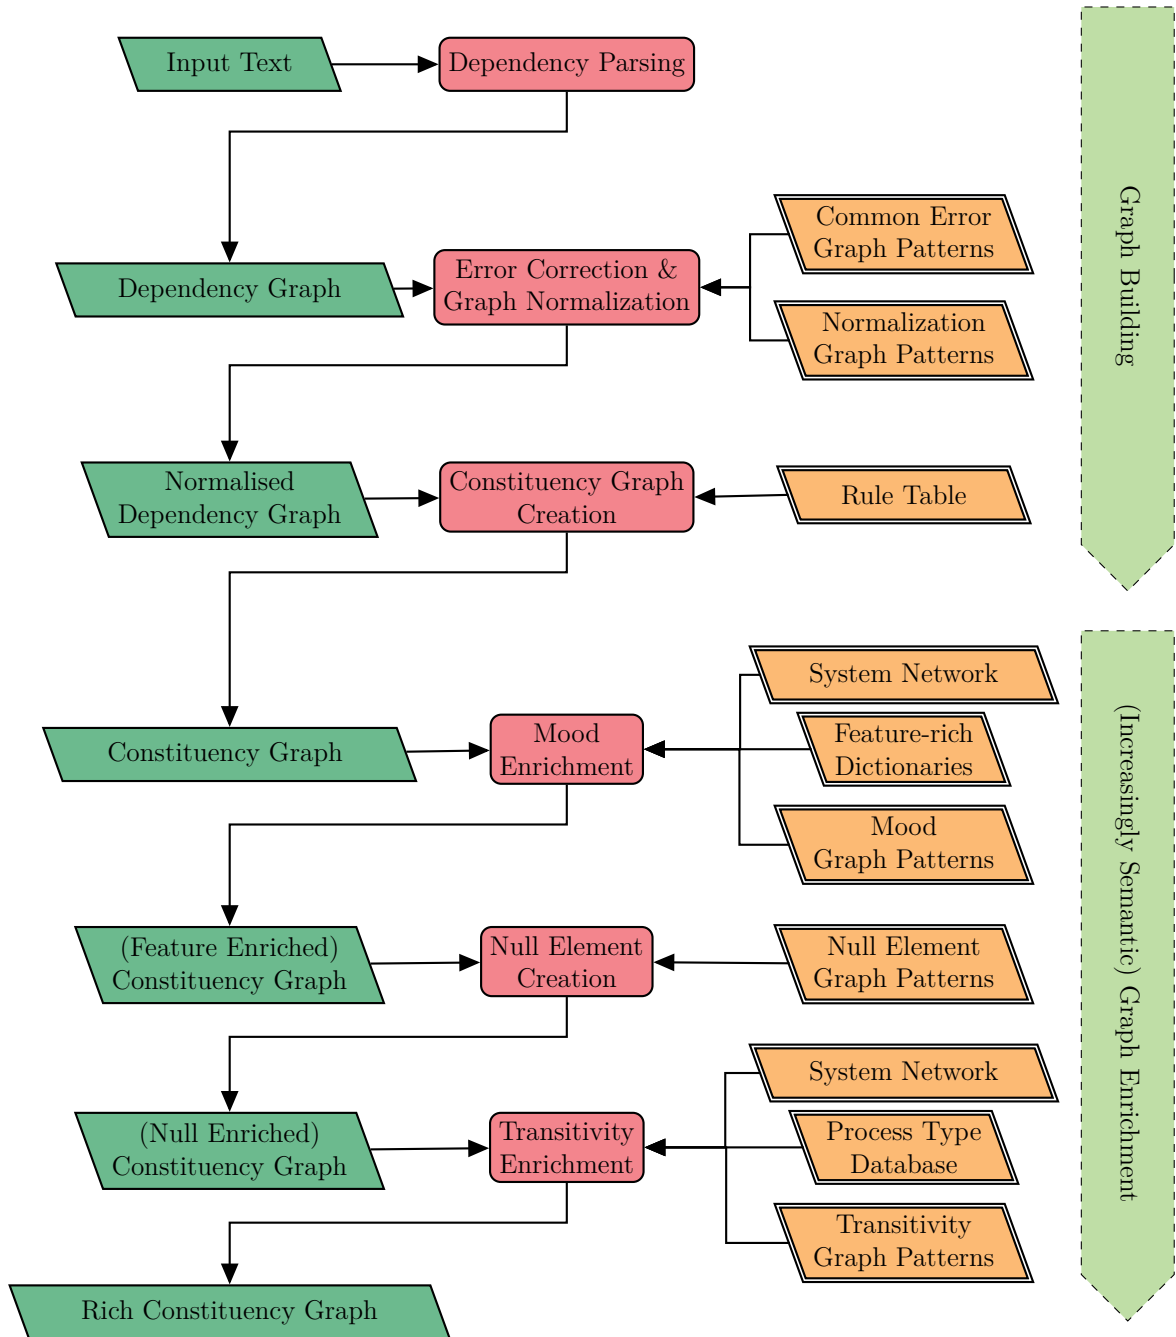 Input Text
Dependency Parsing
Dependency Graph
Error Correction &
Graph Normalization
Common Error
Graph Patterns
Normalization
Graph Patterns
Normalised
Dependency Graph
Constituency Graph
Creation
Rule Table
Graph Building
Constituency Graph
Mood
Enrichment
System Network
Feature-rich
Dictionaries
Mood
Graph Patterns
(Feature Enriched)
Constituency Graph
Null Element
Creation
Null Element
Graph Patterns
(Null Enriched)
Constituency Graph
Transitivity
Enrichment
System Network
Process Type
Database
Transitivity
Graph Patterns
Rich Constituency Graph
(Increasingly Semantic) Graph Enrichment